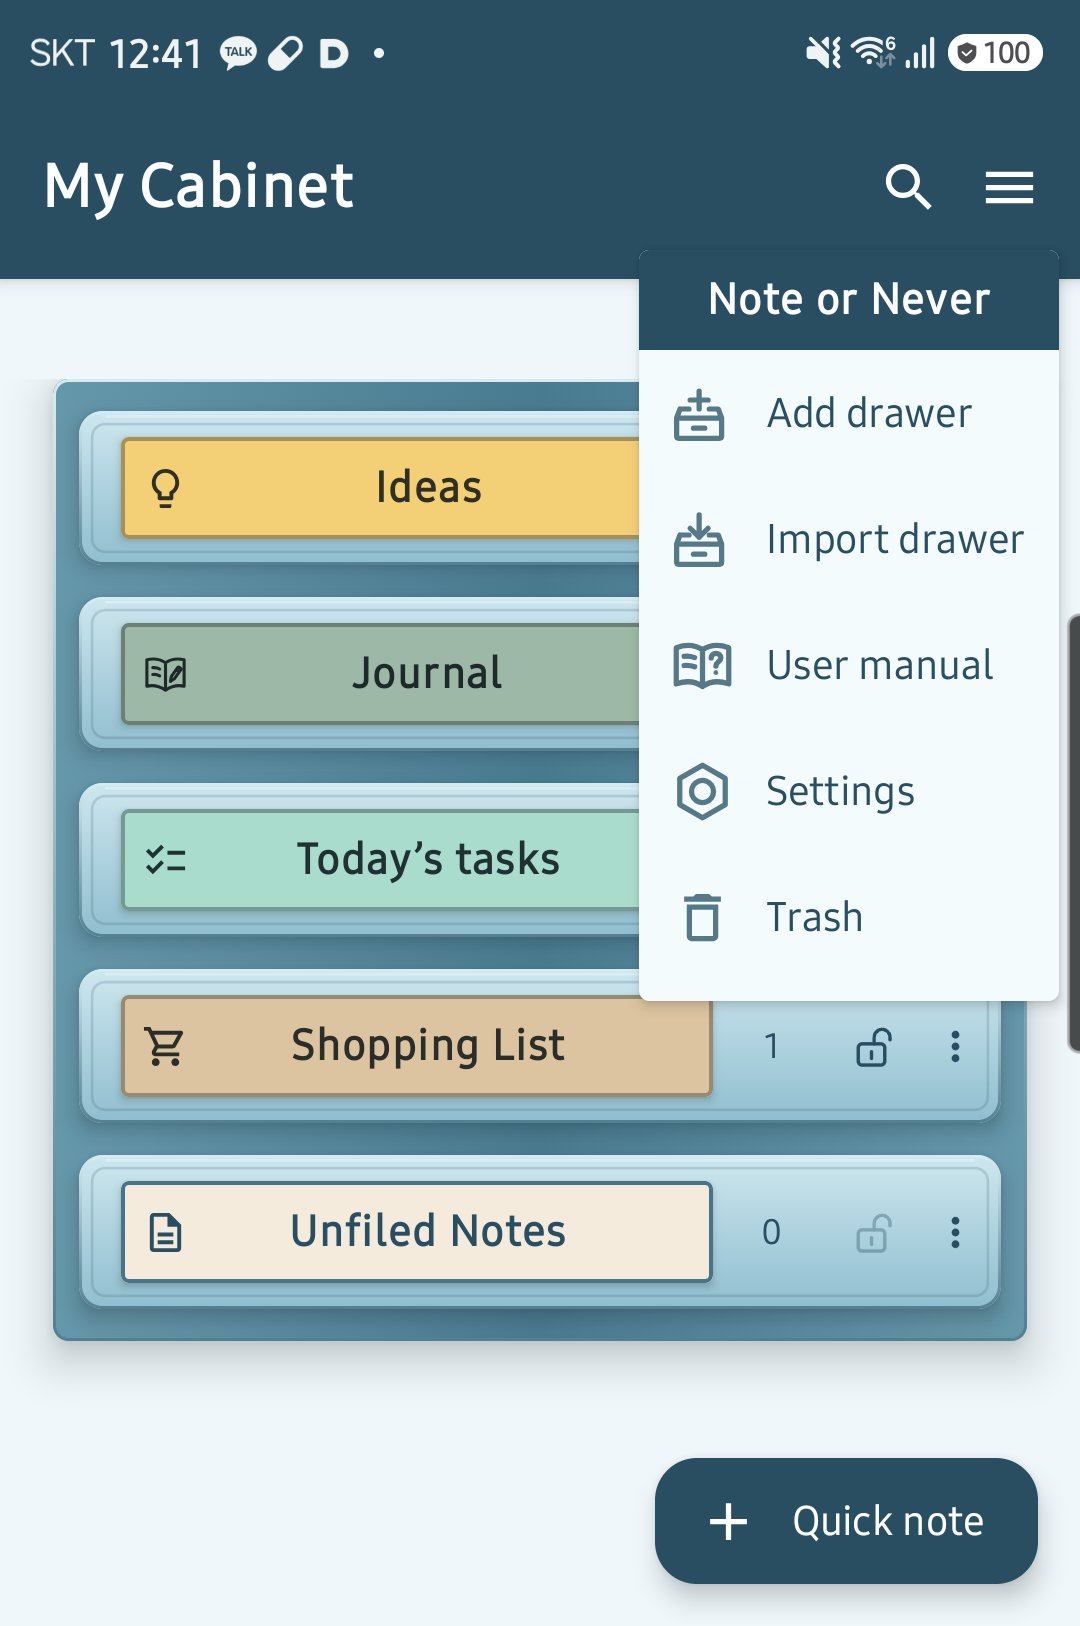 SKT 12:41 TALK D 6 100
My Cabinet
Note or Never
Add drawer
Import drawer
User manual
Settings
Trash
Ideas
Journal
Today’s tasks
Shopping List 1
Unfiled Notes 0
Quick note